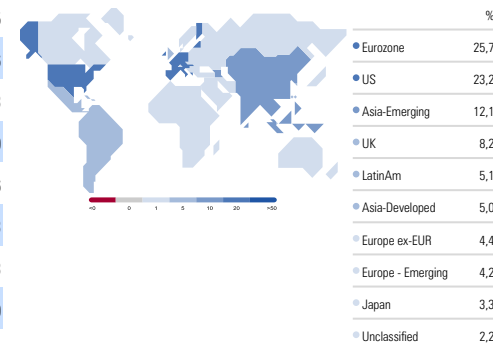 %
Eurozone 25,7
US 23,2
Asia-Emerging 12,1
UK 8,2
LatinAm 5,1
Asia-Developed 5,0
Europe ex-EUR 4,4
Europe - Emerging 4,2
Japan 3,3
Unclassified 2,2
<0 0 1 5 10 20 >50